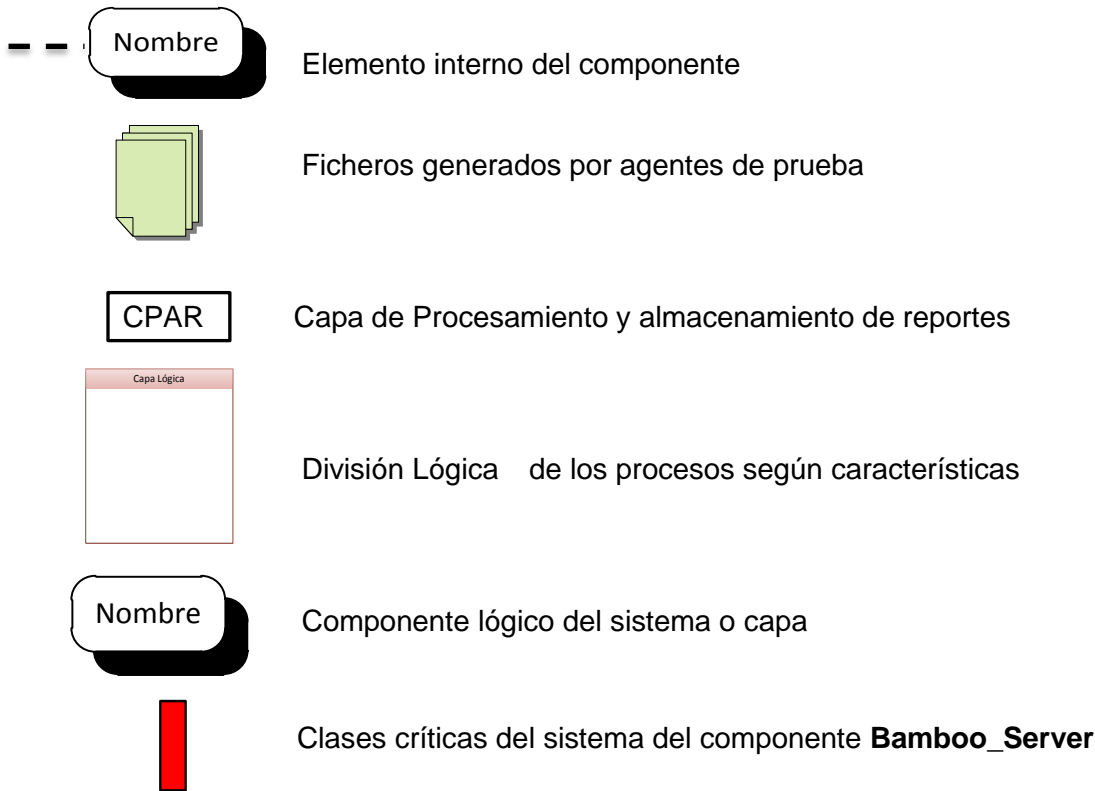 Nombre
Elemento interno del componente
Ficheros generados por agentes de prueba
CPAR
Capa de Procesamiento y almacenamiento de reportes
Capa Lógica
División Lógica de los procesos según características
Nombre
Componente lógico del sistema o capa
Clases críticas del sistema del componente Bamboo_Server